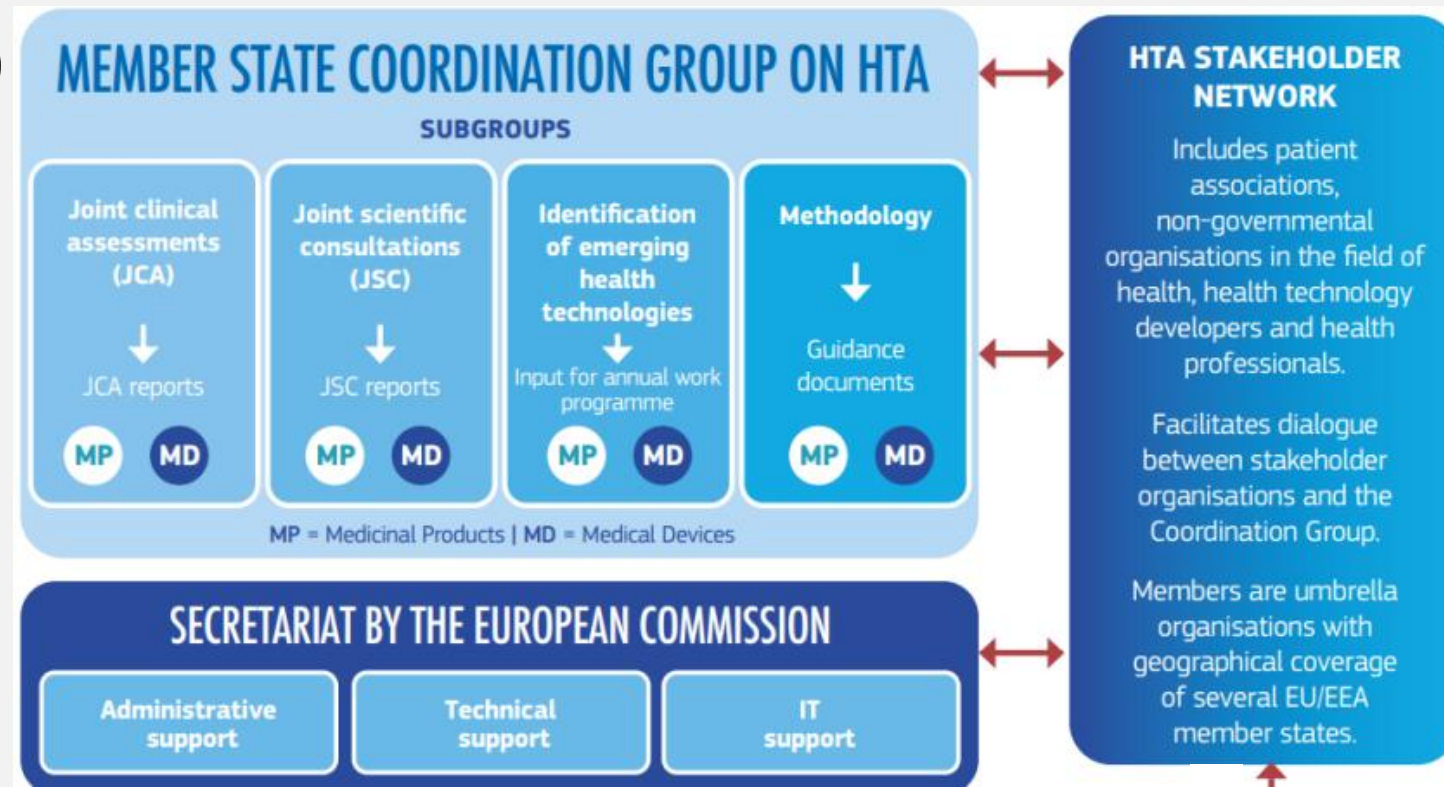 MEMBER STATE COORDINATION GROUP ON HTA
SUBGROUPS
Joint clinical
assessments
(JCA)
JCA reports
MP MD
Joint scientific
consultations
(JSC)
JSC reports
MP MD
Identification
of emerging
health
technologies
Input for annual work
programme
MP MD
Methodology
Guidance
documents
MP MD
MP = Medicinal Products | MD = Medical Devices
SECRETARIAT BY THE EUROPEAN COMMISSION
Administrative
support
Technical
support
IT
support
HTA STAKEHOLDER
NETWORK
Includes patient
associations,
non-governmental
organisations in the field of
health, health technology
developers and health
professionals.
Facilitates dialogue
between stakeholder
organisations and the
Coordination Group.
Members are umbrella
organisations with
geographical coverage
of several EU/EEA
member states.